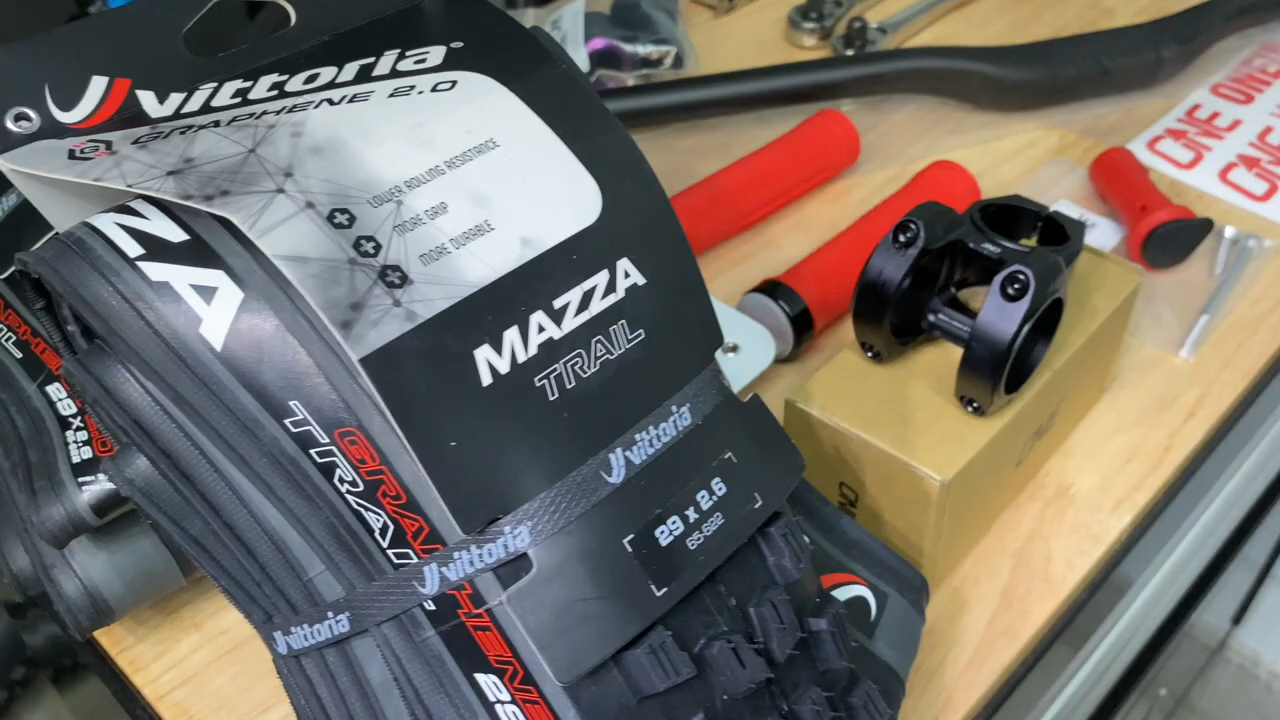 vittoria
GRAPHENE 2.0
LOWER ROLLING RESISTANCE
MORE GRIP
MORE DURABLE
MAZZA
TRAIL
vittoria
vittoria
vittoria
29 x 2.6
65-622
ZA
TRAIL
29 x 2.6
ONE
ONE
ONE